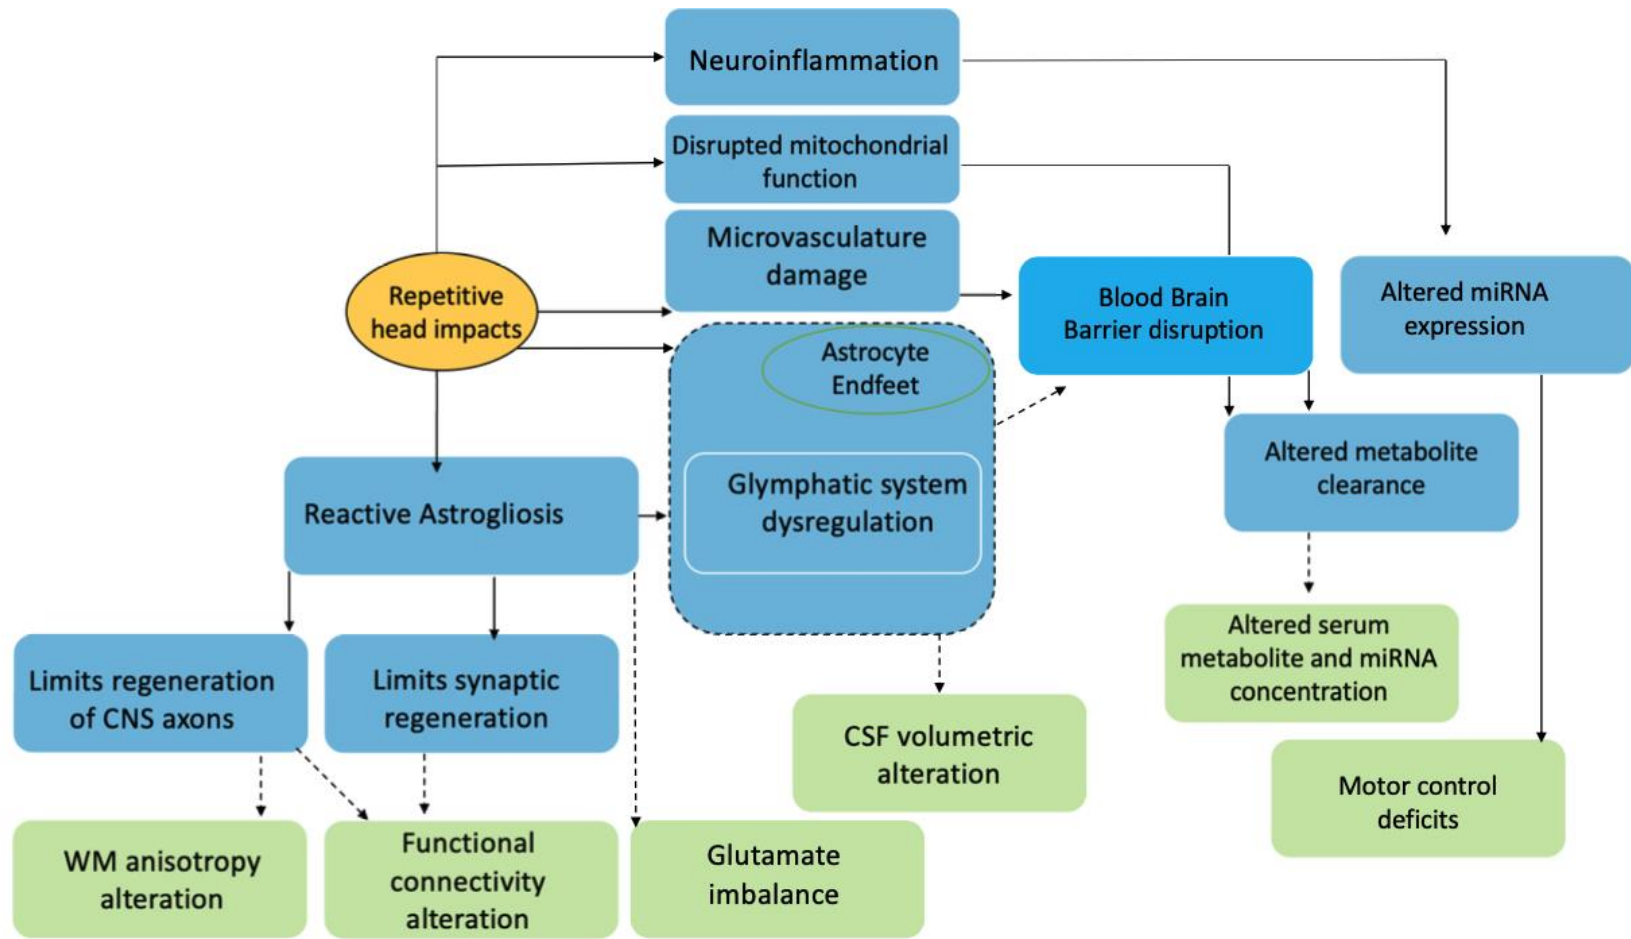 Neuroinflammation
Disrupted mitochondrial
function
Microvasculature
damage
Repetitive
head impacts
Blood Brain
Barrier disruption
Altered miRNA
expression
Astrocyte
Endfeet
Glymphatic system
dysregulation
Altered metabolite
clearance
Reactive Astrogliosis
Limits regeneration
of CNS axons
Limits synaptic
regeneration
Altered serum
metabolite and miRNA
concentration
CSF volumetric
alteration
Motor control
deficits
WM anisotropy
alteration
Functional
connectivity
alteration
Glutamate
imbalance